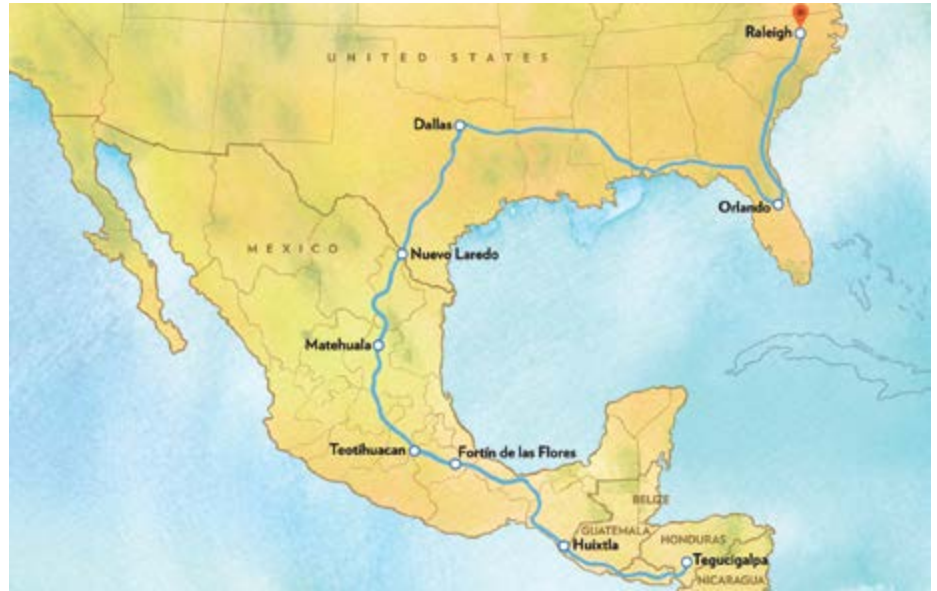 Raleigh
UNITED STATES
Dallas
Orlando
MEXICO
Nuevo Laredo
Matehuala
Teotihuacan
Fortín de las Flores
BELIZE
GUATEMALA
HONDURAS
Huixtla
Tegucigalpa
NICARAGUA